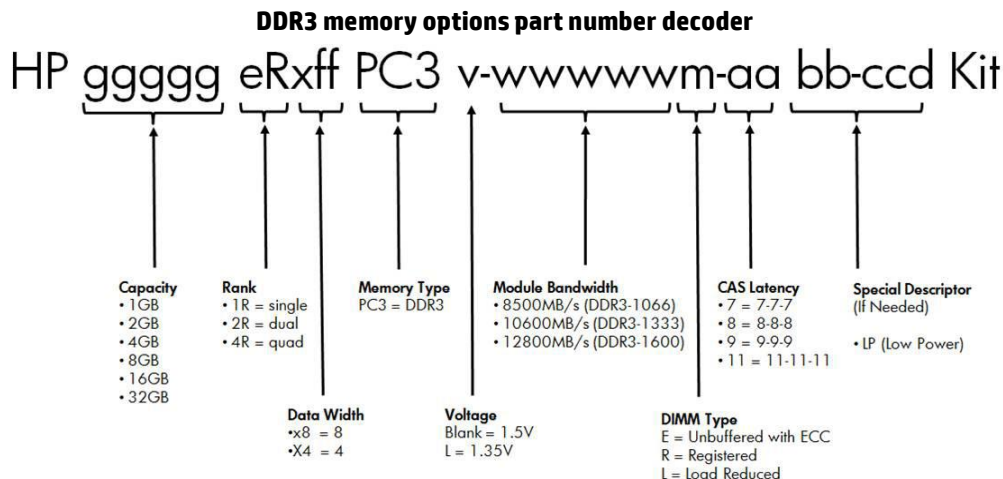 DDR3 memory options part number decoder
HP ggggg eRxff PC3 v-wwwwwm-aa bb-ccd Kit
Capacity
• 1GB
• 2GB
• 4GB
• 8GB
• 16GB
• 32GB
Rank
• 1R = single
• 2R = dual
• 4R = quad
Memory Type
PC3 = DDR3
Module Bandwidth
• 8500MB/s (DDR3-1066)
• 10600MB/s (DDR3-1333)
• 12800MB/s (DDR3-1600)
CAS Latency
• 7 = 7-7-7
• 8 = 8-8-8
• 9 = 9-9-9
• 11 = 11-11-11
Special Descriptor
(If Needed)
• LP (Low Power)
Data Width
•x8 = 8
•X4 = 4
Voltage
Blank = 1.5V
L = 1.35V
DIMM Type
E = Unbuffered with ECC
R = Registered
L = Load Reduced